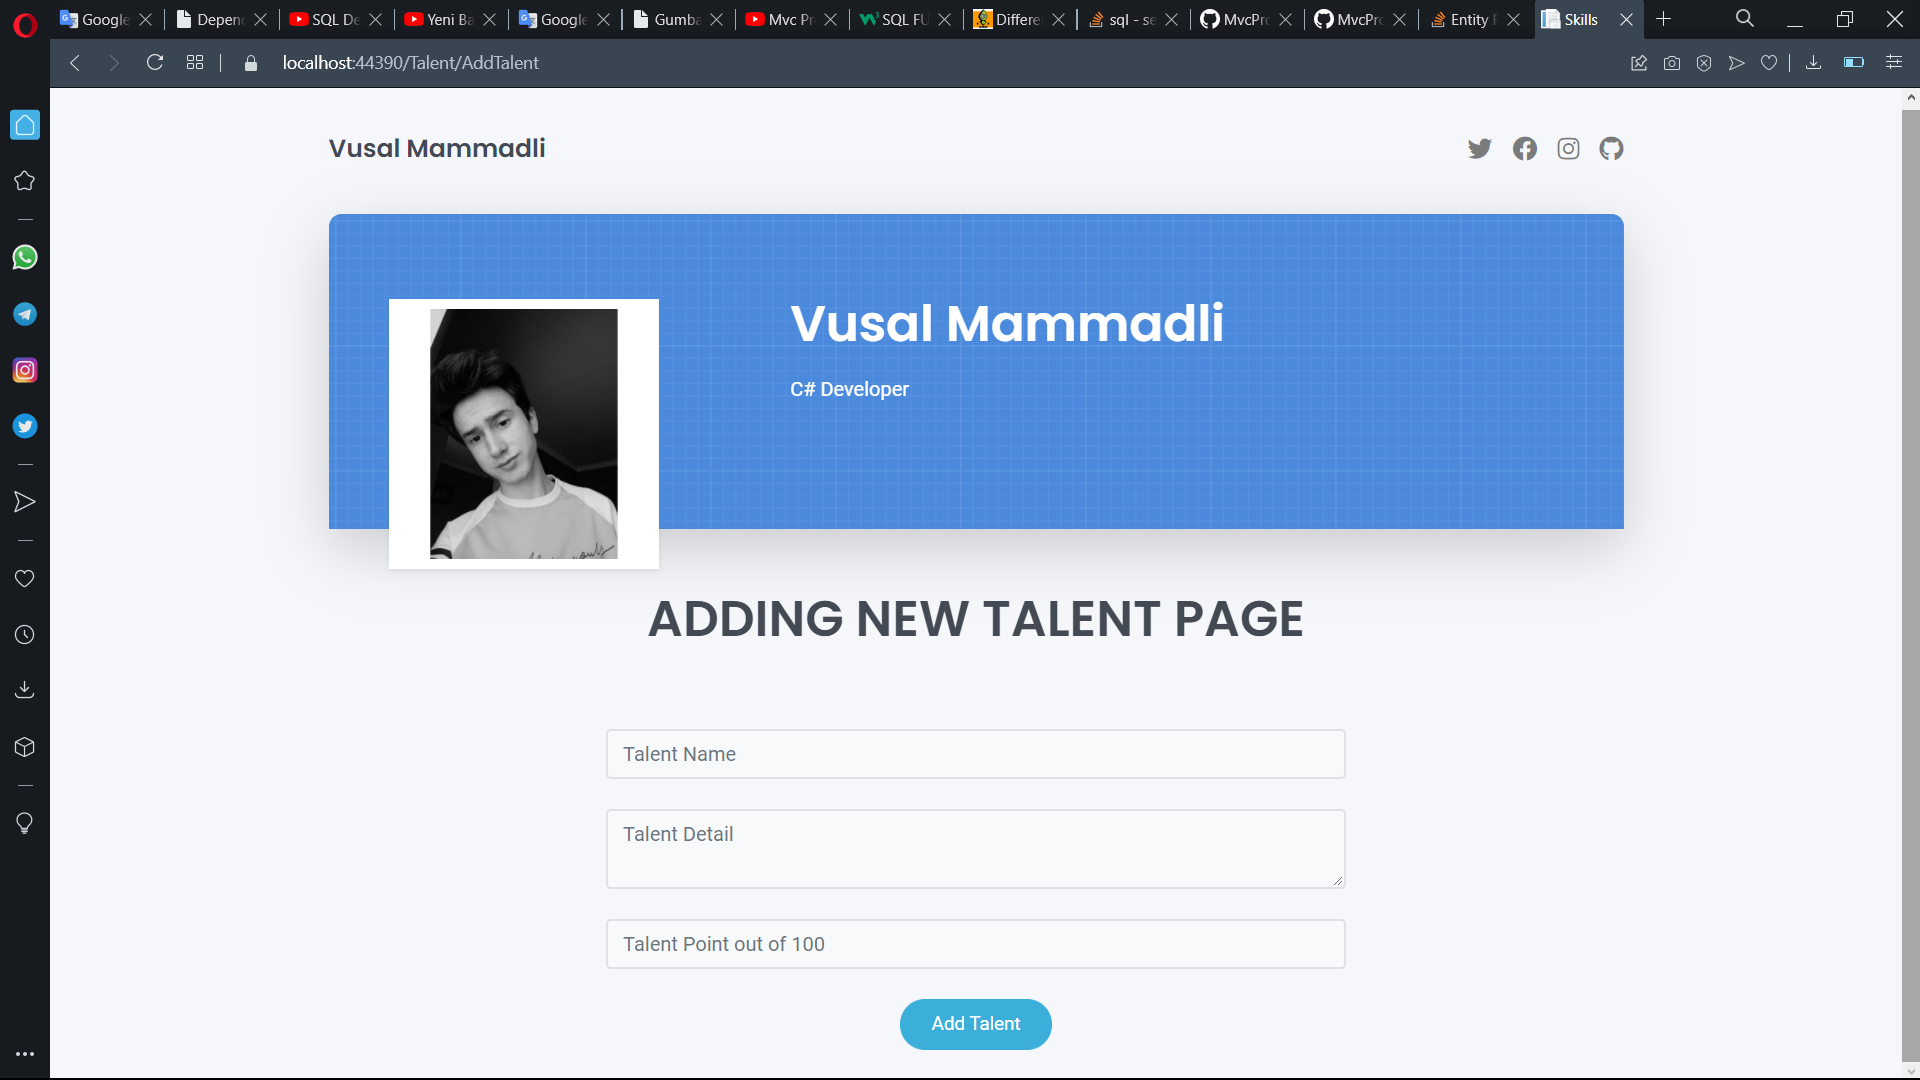 Google
Depen
SQL De
Yeni Ba
Google
Gumba
Mvc Pr
SQL FU
Differe
sql - se
MvcPro
MvcPro
Entity F
Skills
localhost:44390/Talent/AddTalent
Vusal Mammadli
Vusal Mammadli
C# Developer
ADDING NEW TALENT PAGE
Talent Name
Talent Detail
Talent Point out of 100
Add Talent